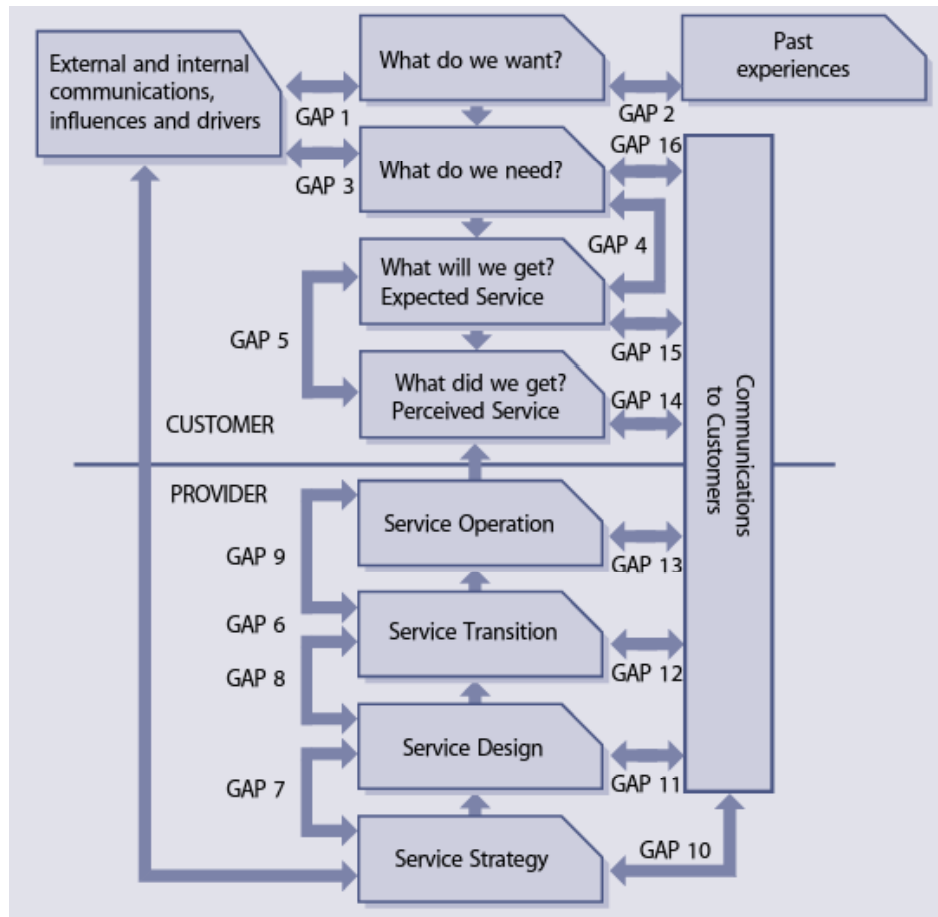 External and internal
communications,
influences and drivers
What do we want?
Past
experiences
GAP 1
GAP 2
GAP 16
GAP 3
What do we need?
GAP 4
What will we get?
Expected Service
GAP 5
GAP 15
What did we get?
Perceived Service
GAP 14
Communications
to Customers
CUSTOMER
PROVIDER
Service Operation
GAP 9
GAP 13
GAP 6
Service Transition
GAP 8
GAP 12
Service Design
GAP 7
GAP 11
Service Strategy
GAP 10